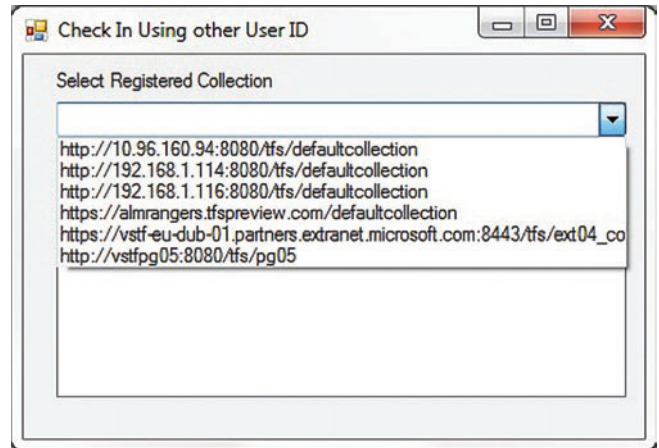 Check In Using other User ID
Select Registered Collection
http://10.96.160.94:8080/tfs/defaultcollection
http://192.168.1.114:8080/tfs/defaultcollection
http://192.168.1.116:8080/tfs/defaultcollection
https://almrangers.tfspreview.com/defaultcollection
https://vstf-eu-dub-01.partners.extranet.microsoft.com:8443/tfs/ext04_co
http://vstfpg05:8080/tfs/pg05